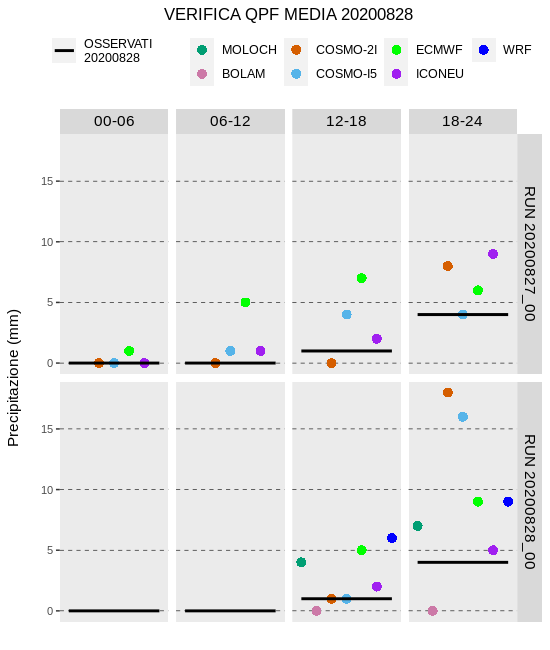 VERIFICA QPF MEDIA 20200828
OSSERVATI
20200828
MOLOCH
COSMO-2I
ECMWF
WRF
BOLAM
COSMO-I5
ICONEU
00-06
06-12
12-18
18-24
15
10
5
0
RUN 20200827_00
Precipitazione (mm)
15
10
5
0
RUN 20200828_00